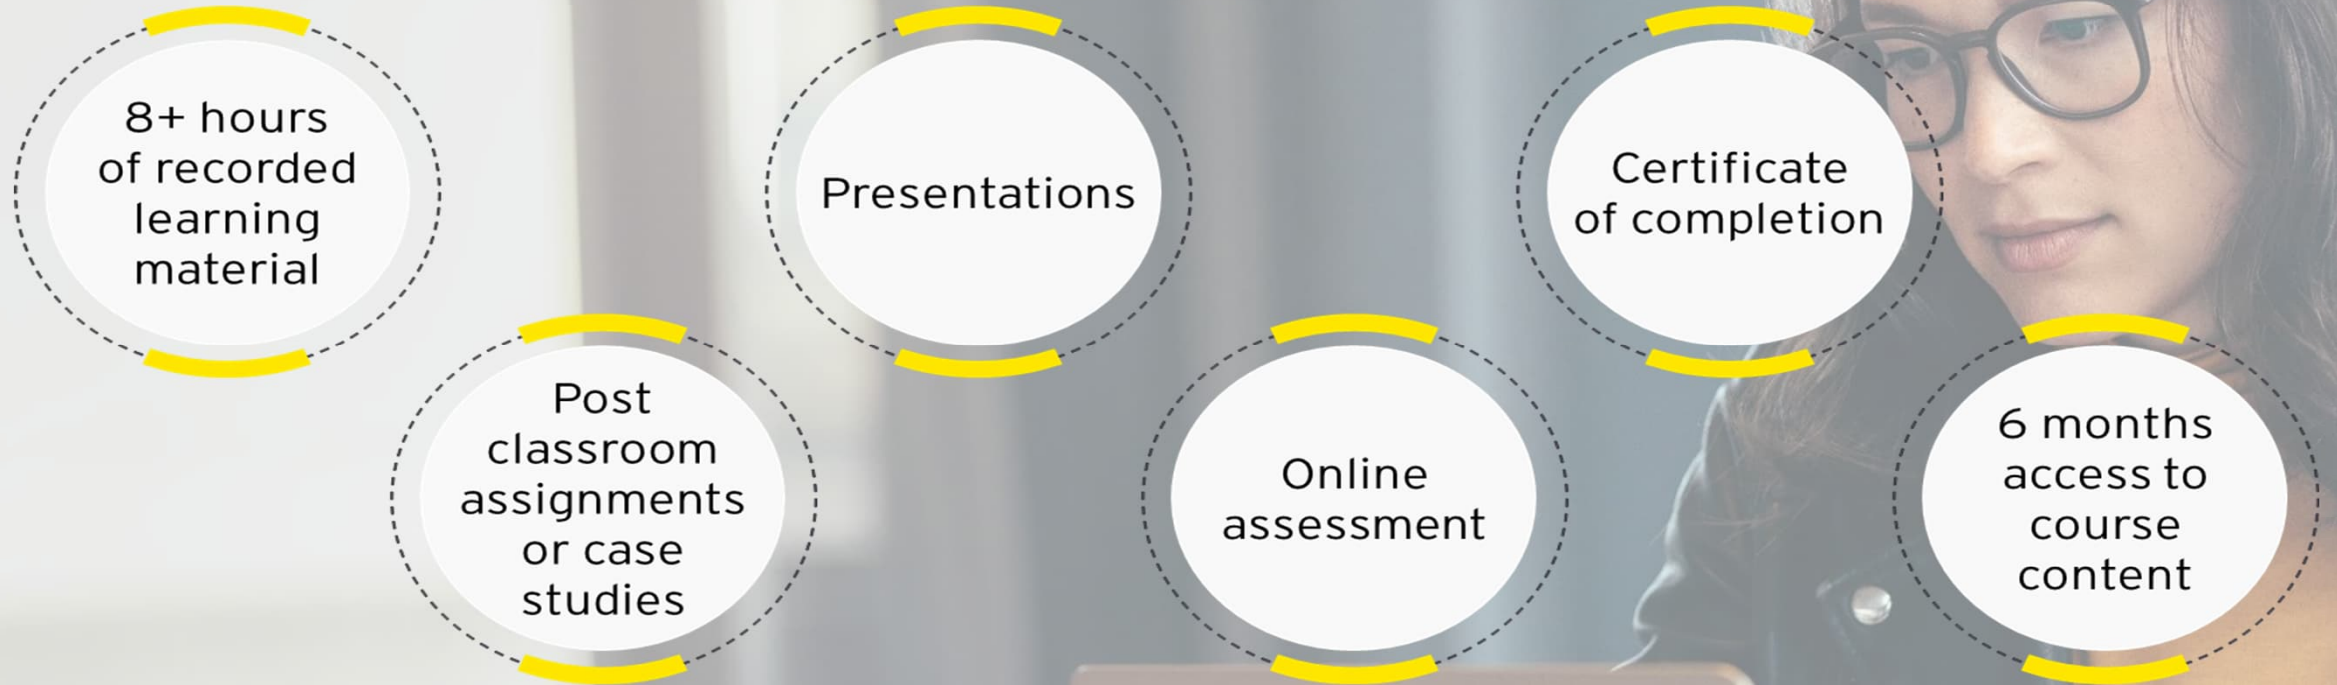 8+ hours
of recorded
learning
material
Post
classroom
assignments
or case
studies
Presentations
Online
assessment
Certificate
of completion
6 months
access to
course
content